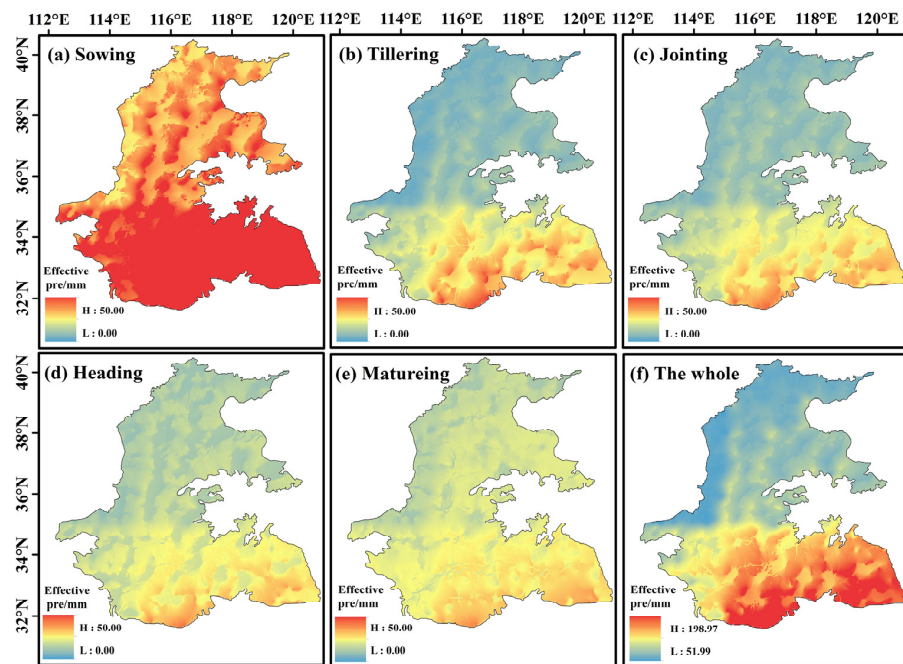 112°E 114°E 116°E 118°E 120°E 112°E 114°E 116°E 118°E 120°E 112°E 114°E 116°E 118°E 120°E
(a) Sowing
(b) Tillering
(c) Jointing
40°N
38°N
36°N
34°N
32°N
Effective
pre/mm
H : 50.00
L : 0.00
Effective
pre/mm
H : 50.00
L : 0.00
Effective
pre/mm
H : 50.00
L : 0.00
(d) Heading
(e) Matureing
(f) The whole
40°N
38°N
36°N
34°N
32°N
Effective
pre/mm
H : 50.00
L : 0.00
Effective
pre/mm
H : 50.00
L : 0.00
Effective
pre/mm
H : 198.97
L : 51.99